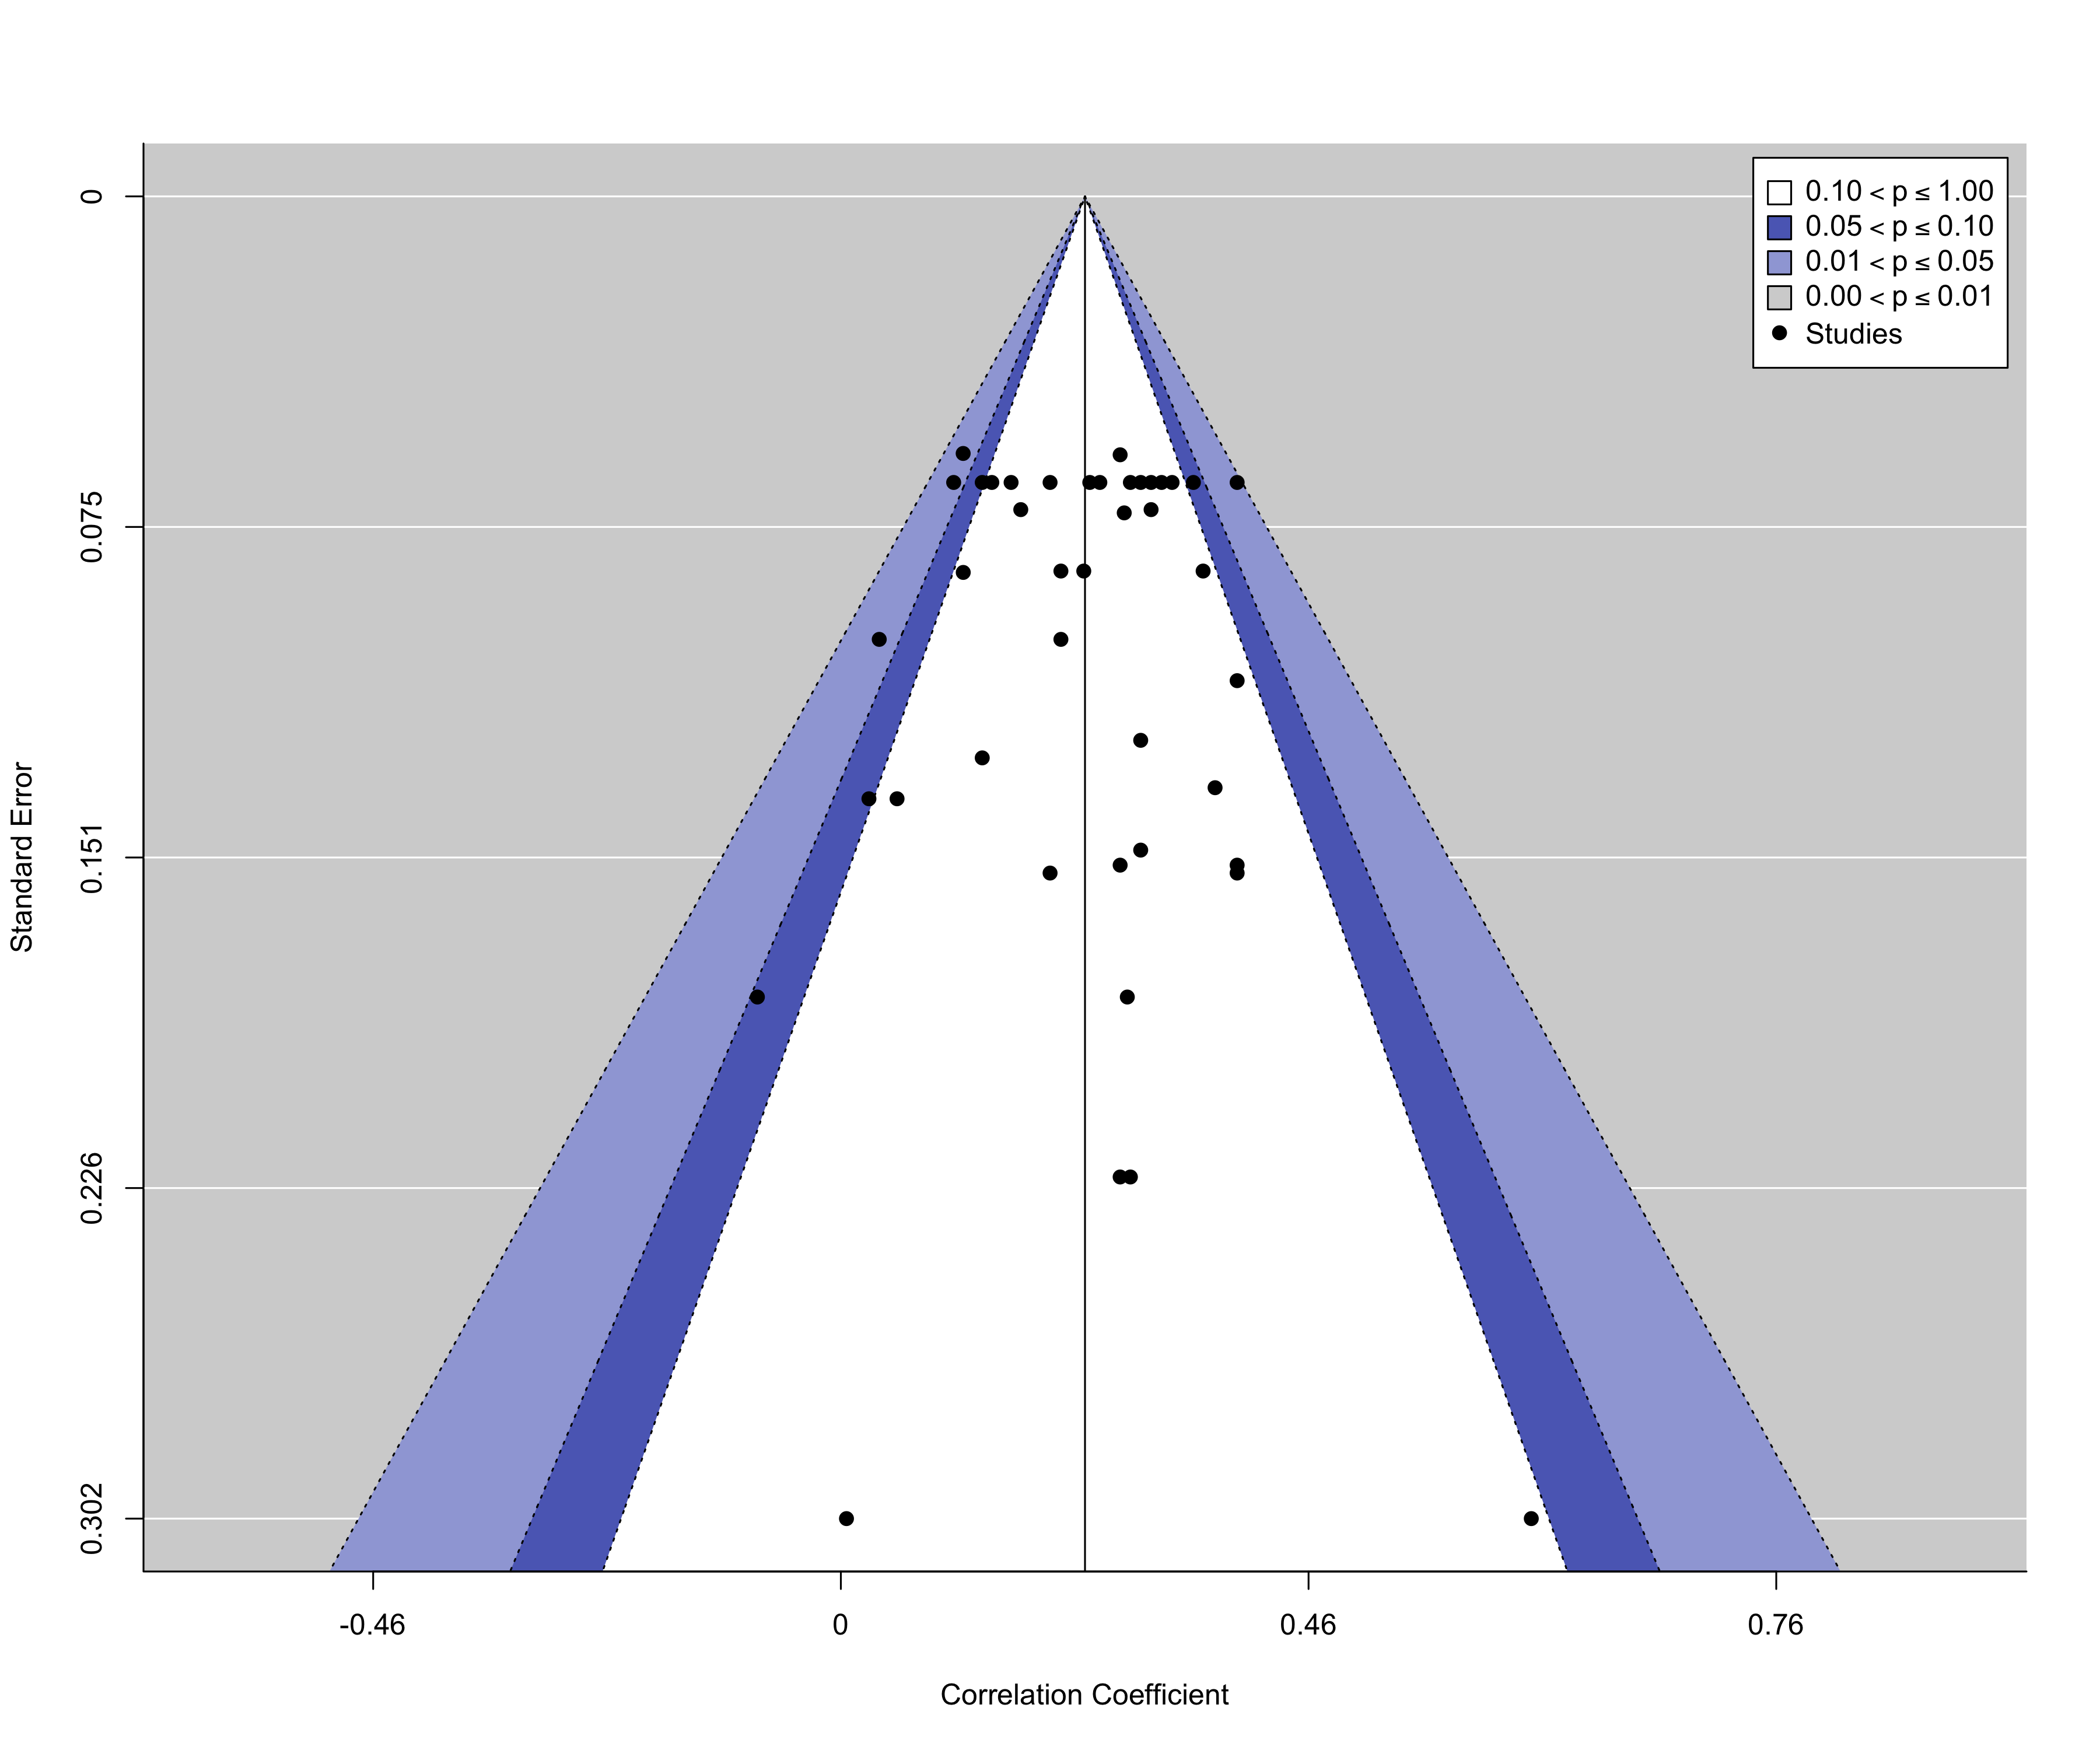 0.10 < p ≤ 1.00
0.05 < p ≤ 0.10
0.01 < p ≤ 0.05
0.00 < p ≤ 0.01
Studies
0
0.075
0.151
0.226
0.302
Standard Error
-0.46
0
0.46
0.76
Correlation Coefficient